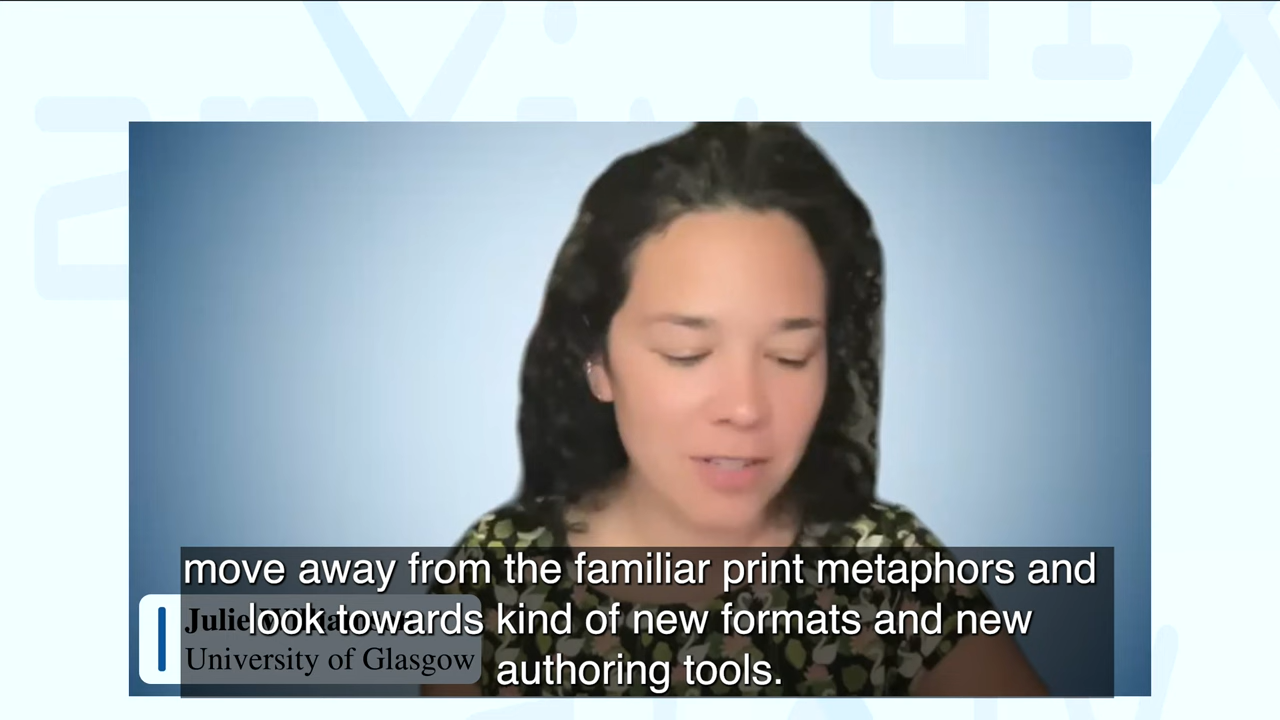 move away from the familiar print metaphors and
look towards kind of new formats and new
authoring tools.
Julie
University of Glasgow